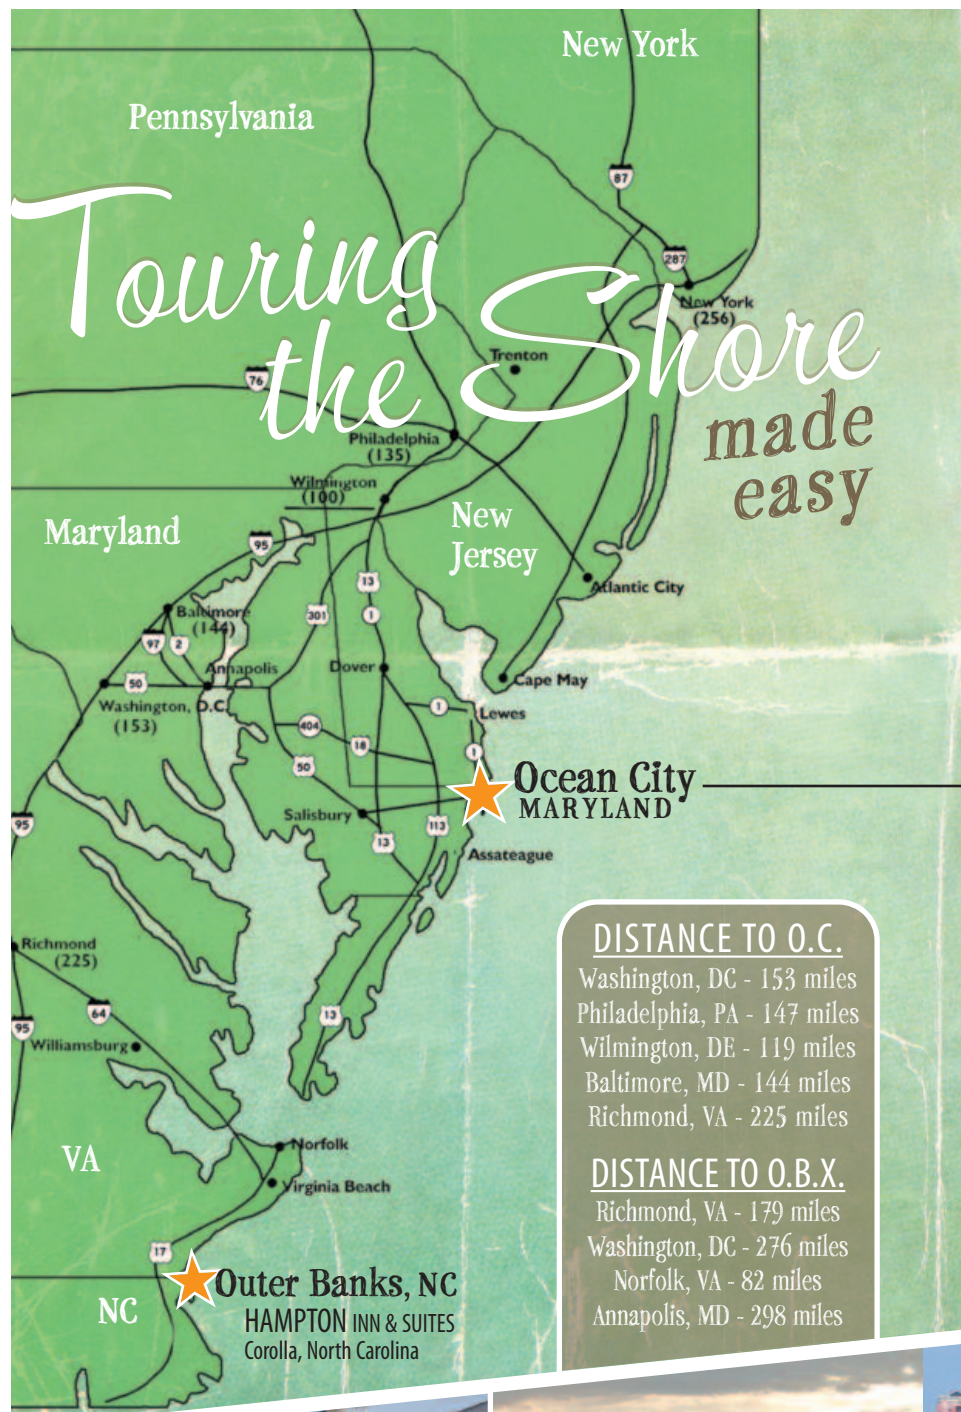 New York
Pennsylvania
87
Touring
287
New York
(256)
the Shore
Trenton
76
made
easy
Philadelphia
(135)
Wilmington
(100)
New
Jersey
Maryland
95
13
Atlantic City
301
1
Baltimore
(144)
97
2
Annapolis
Dover
50
Cape May
Washington, D.C.
(153)
1
Lewes
404
18
1
50
Ocean City
MARYLAND
Salisbury
95
113
13
Assateague
Richmond
(225)
64
13
95
Williamsburg
VA
Norfolk
Virginia Beach
17
Outer Banks, NC
NC
HAMPTON INN & SUITES
Corolla, North Carolina
DISTANCE TO O.C.
Washington, DC - 153 miles
Philadelphia, PA - 147 miles
Wilmington, DE - 119 miles
Baltimore, MD - 144 miles
Richmond, VA - 225 miles
DISTANCE TO O.B.X.
Richmond, VA - 179 miles
Washington, DC - 276 miles
Norfolk, VA - 82 miles
Annapolis, MD - 298 miles